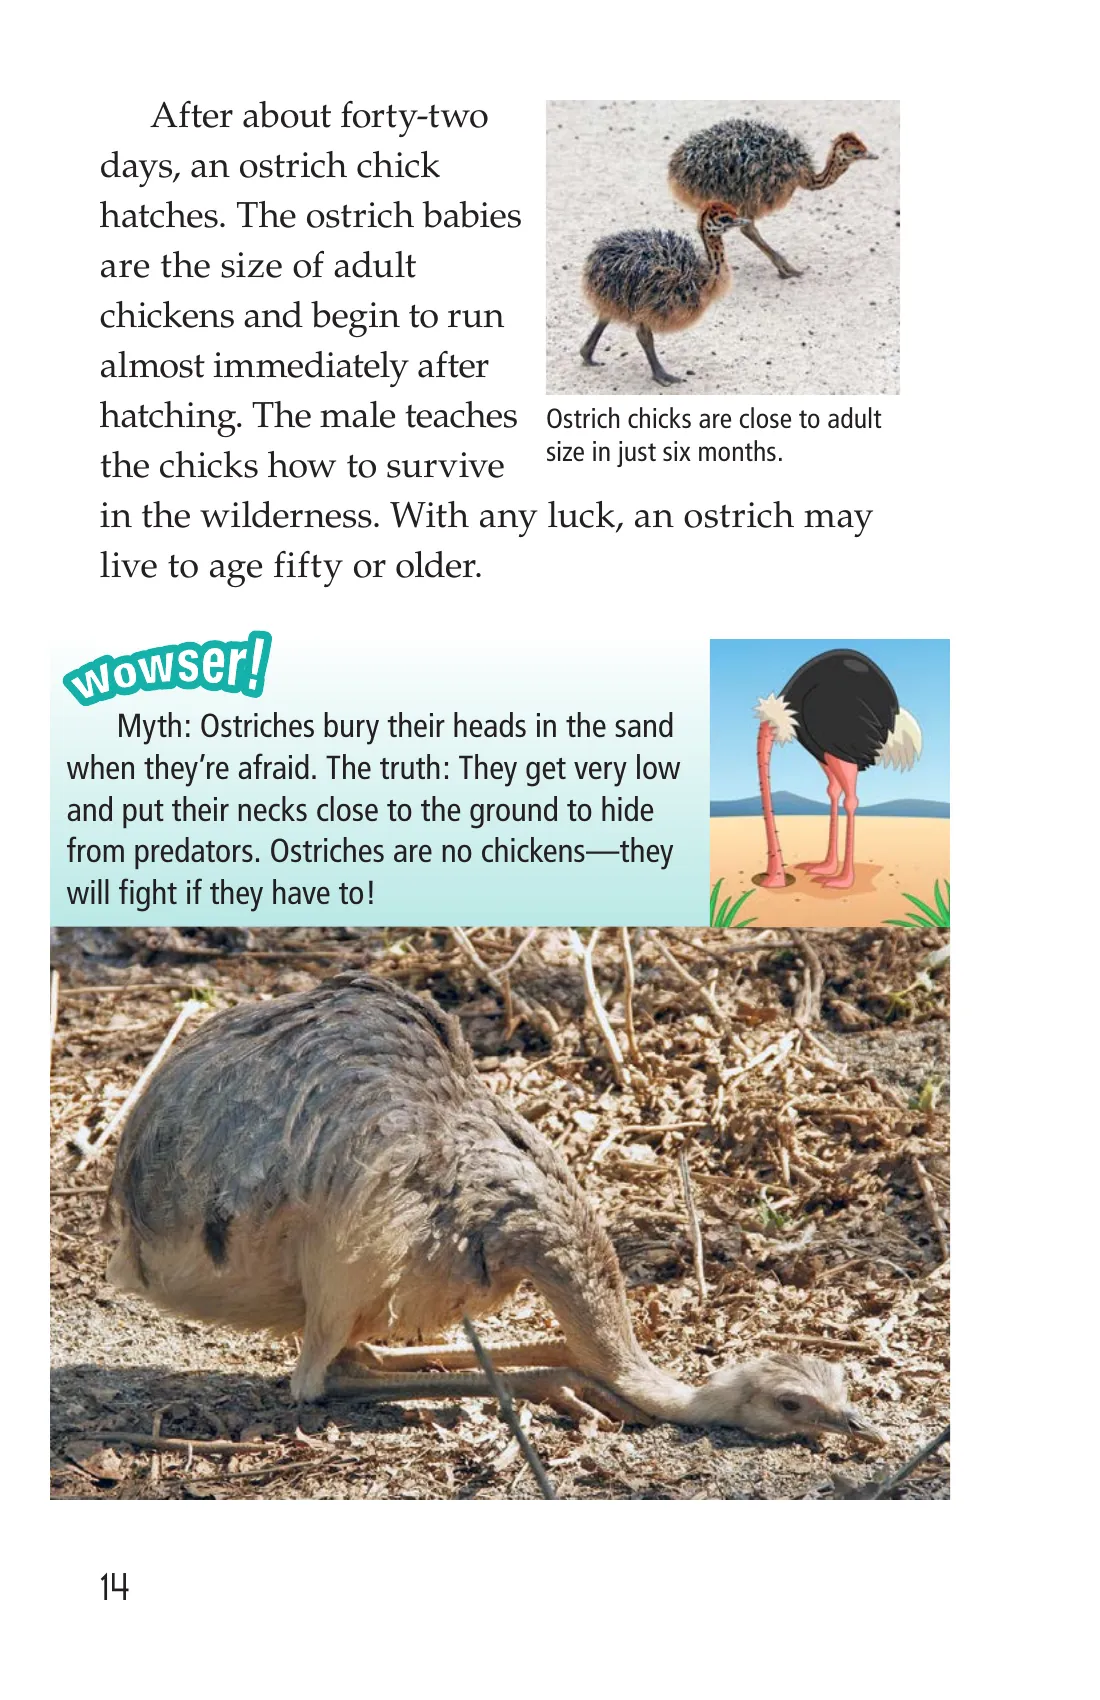 After about forty-two
days, an ostrich chick
hatches. The ostrich babies
are the size of adult
chickens and begin to run
almost immediately after
hatching. The male teaches
the chicks how to survive
in the wilderness. With any luck, an ostrich may
live to age fifty or older.
Ostrich chicks are close to adult
size in just six months.
wowser!
Myth: Ostriches bury their heads in the sand
when they’re afraid. The truth: They get very low
and put their necks close to the ground to hide
from predators. Ostriches are no chickens—they
will fight if they have to!
14